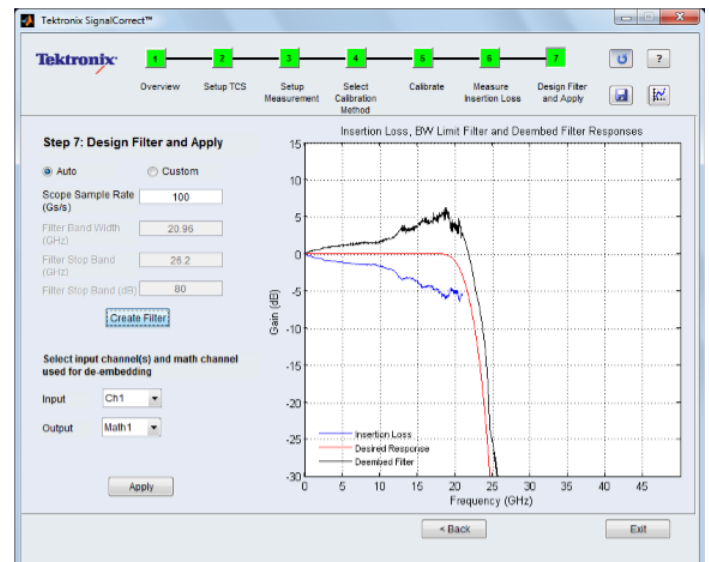 Tektronix SignalCorrect™
Tektronix
1 2 3 4 5 6 7
?
Overview
Setup TCS
Setup Measurement
Select Calibration Method
Calibrate
Measure Insertion Loss
Design Filter and Apply
Step 7: Design Filter and Apply
Auto Custom
Scope Sample Rate (Gs/s) 100
Filter Band Width (GHz) 20.96
Filter Stop Band (GHz) 26.2
Filter Stop Band (dB) 80
Create Filter
Select input channel(s) and math channel
used for de-embedding
Input Ch1
Output Math1
Apply
Insertion Loss, BW Limit Filter and Deembed Filter Responses
15
10
5
0
-5
-10
-15
-20
-25
-30
Gain (dB)
Insertion Loss
Desired Response
Deembed Filter
0 5 10 15 20 25 30 35 40 45
Frequency (GHz)
< Back
Exit